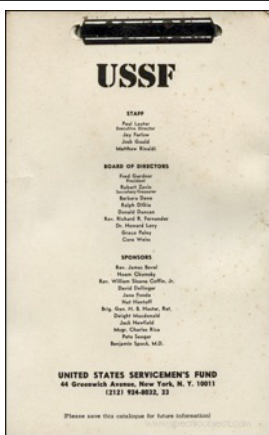 USSF
STAFF
Paul Lauter
Executive Director
Jay Farlow
Josh Gould
Matthew Rinaldi
BOARD OF DIRECTORS
Fred Gardner
President
Robert Zevin
Secretary/Treasurer
Barbara Dane
Ralph DiGia
Donald Duncan
Rev. Richard R. Fernandez
Dr. Howard Levy
Grace Paley
Cora Weiss
SPONSORS
Rev. James Bevel
Noam Chomsky
Rev. William Sloane Coffin, Jr.
David Dellinger
Jane Fonda
Nat Hentoff
Brig. Gen. H. B. Hester, Ret.
Dwight Macdonald
Jack Newfield
Msgr. Charles Rice
Pete Seeger
Benjamin Spock, M.D.
UNITED STATES SERVICEMEN'S FUND
44 Greenwich Avenue, New York, N. Y. 10011
(212) 924-8032, 33
(Please save this catalogue for future information)